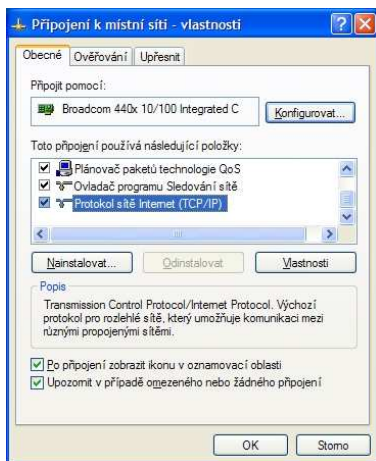 Připojení k místní síti - vlastnosti
Obecné Ověřování Upřesnit
Připojit pomocí:
Broadcom 440x 10/100 Integrated C
Konfigurovat...
Toto připojení používá následující položky:
Plánovač paketů technologie QoS
Ovladač programu Sledování sítě
Protokol sítě Internet (TCP/IP)
Nainstalovat... Odinstalovat Vlastnosti
Popis
Transmission Control Protocol/Internet Protocol. Výchozí
protokol pro rozlehlé sítě, který umožňuje komunikaci mezi
různými propojenými sítěmi.
Po připojení zobrazit ikonu v oznamovací oblasti
Upozornit v případě omezeného nebo žádného připojení
OK Storno